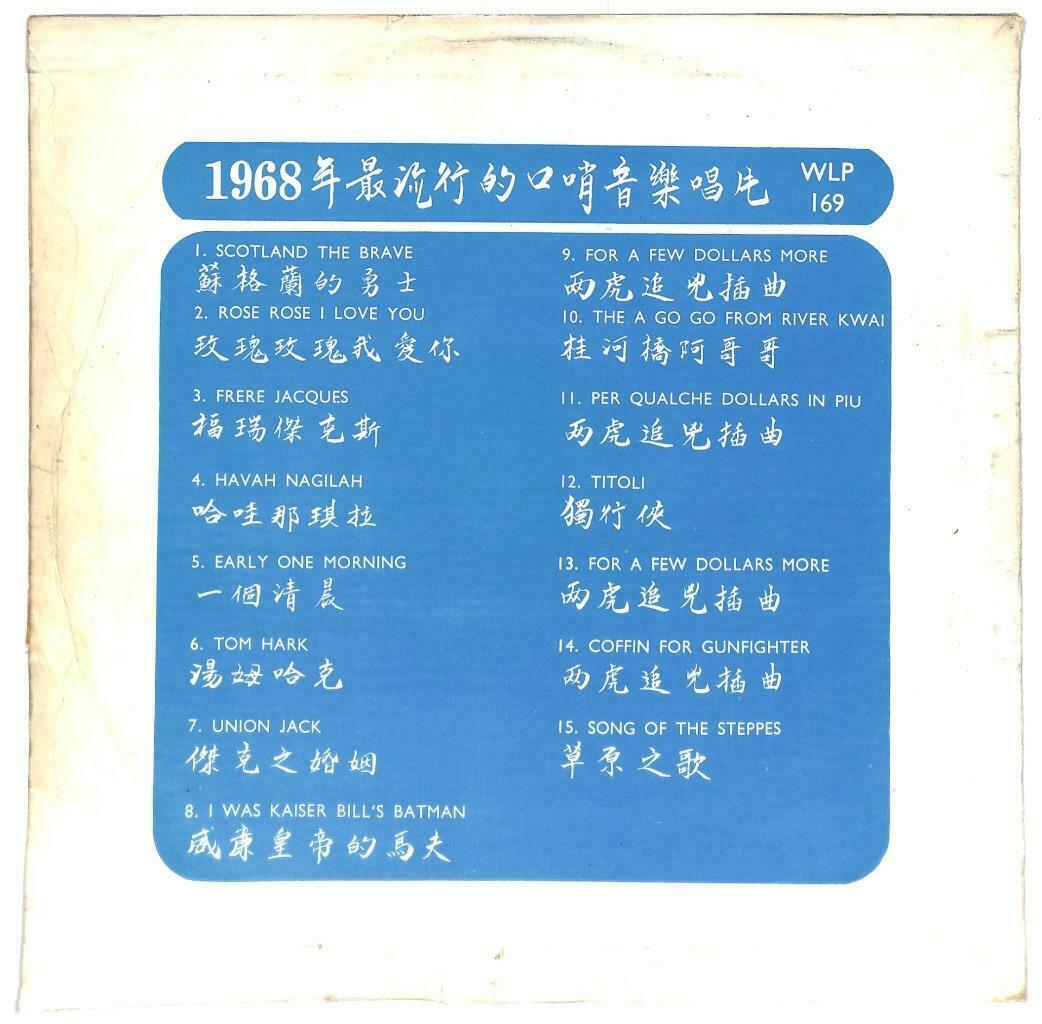 1968年最流行的口哨音樂唱片
WLP
169
1. SCOTLAND THE BRAVE
蘇格蘭的勇士
2. ROSE ROSE I LOVE YOU
玫瑰玫瑰我愛你
3. FRERE JACQUES
福瑞傑克斯
4. HAVAH NAGILAH
哈哇那琪拉
5. EARLY ONE MORNING
一個清晨
6. TOM HARK
湯姆哈克
7. UNION JACK
傑克之婚姻
8. I WAS KAISER BILL'S BATMAN
威廉皇帝的馬夫
9. FOR A FEW DOLLARS MORE
两虎追兇插曲
10. THE A GO GO FROM RIVER KWAI
桂河橋阿哥哥
11. PER QUALCHE DOLLARS IN PIU
两虎追兇插曲
12. TITOLI
獨行俠
13. FOR A FEW DOLLARS MORE
两虎追兇插曲
14. COFFIN FOR GUNFIGHTER
两虎追兇插曲
15. SONG OF THE STEPPES
草原之歌